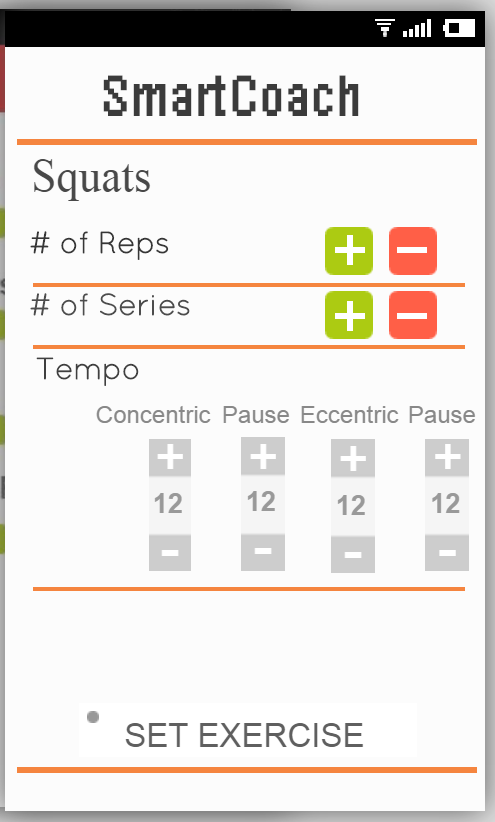 SmartCoach
Squats
# of Reps
# of Series
Tempo
Concentric Pause Eccentric Pause
+ + + +
12 12 12 12
- - - -
SET EXERCISE